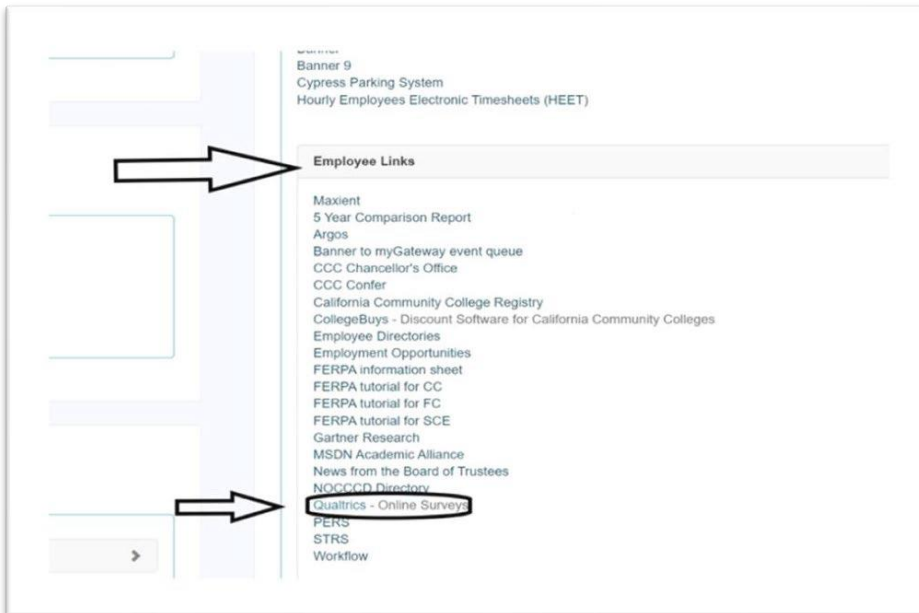 Banner
Banner 9
Cypress Parking System
Hourly Employees Electronic Timesheets (HEET)
Employee Links
Maxient
5 Year Comparison Report
Argos
Banner to myGateway event queue
CCC Chancellor's Office
CCC Confer
California Community College Registry
CollegeBuys - Discount Software for California Community Colleges
Employee Directories
Employment Opportunities
FERPA information sheet
FERPA tutorial for CC
FERPA tutorial for FC
FERPA tutorial for SCE
Gartner Research
MSDN Academic Alliance
News from the Board of Trustees
NOCCCD Directory
Qualtrics - Online Surveys
PERS
STRS
Workflow